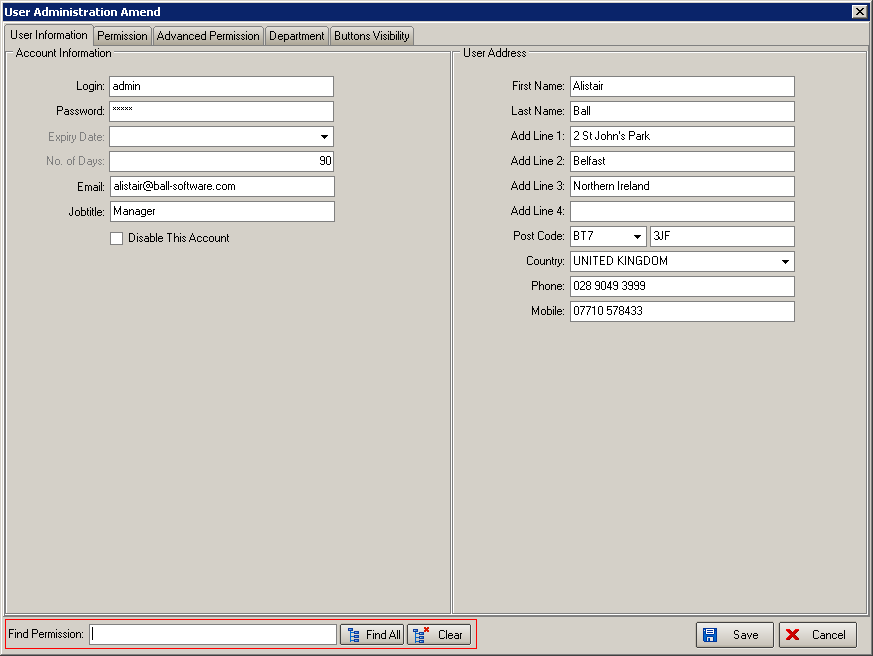 User Administration Amend
User Information Permission Advanced Permission Department Buttons Visibility
Account Information
Login: admin
Password: *****
Expiry Date:
No. of Days: 90
Email: alistair@ball-software.com
Jobtitle: Manager
Disable This Account
User Address
First Name: Alistair
Last Name: Ball
Add Line 1: 2 St John's Park
Add Line 2: Belfast
Add Line 3: Northern Ireland
Add Line 4:
Post Code: BT7 3JF
Country: UNITED KINGDOM
Phone: 028 9049 3999
Mobile: 07710 578433
Find Permission: Find All Clear Save Cancel